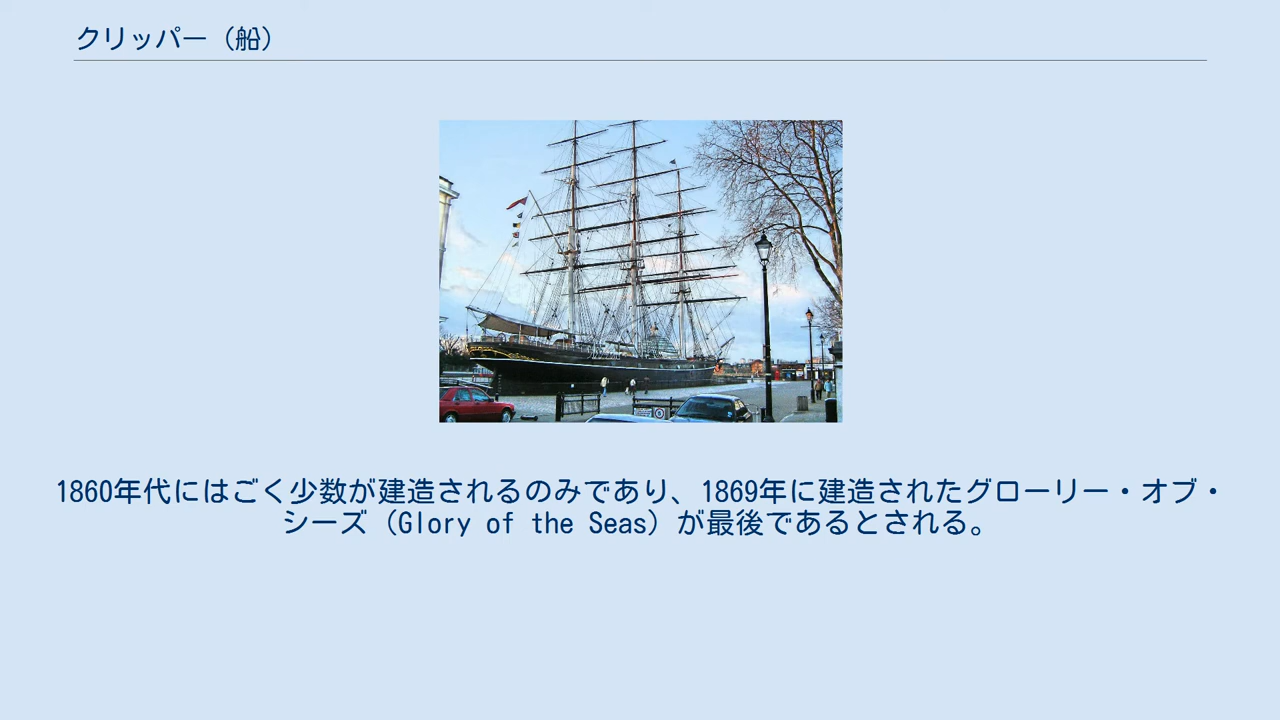 クリッパー（船）
1860年代にはごく少数が建造されるのみであり、1869年に建造されたグローリー・オブ・
シーズ（Glory of the Seas）が最後であるとされる。